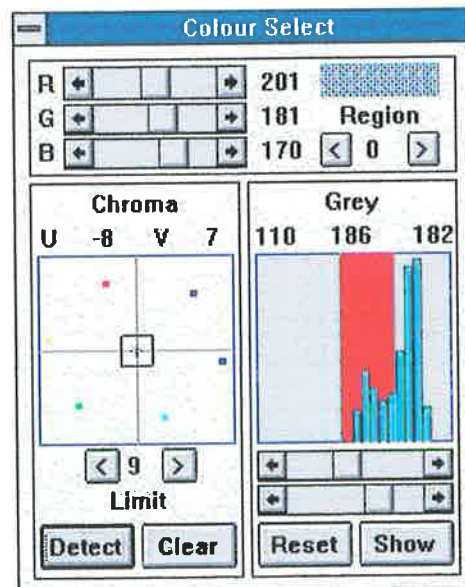 Colour Select
R 201
G 181 Region
B 170 < 0 >
Chroma
U -8 V 7
< 9 >
Limit
Detect Clear
Grey
110 186 182
Reset Show